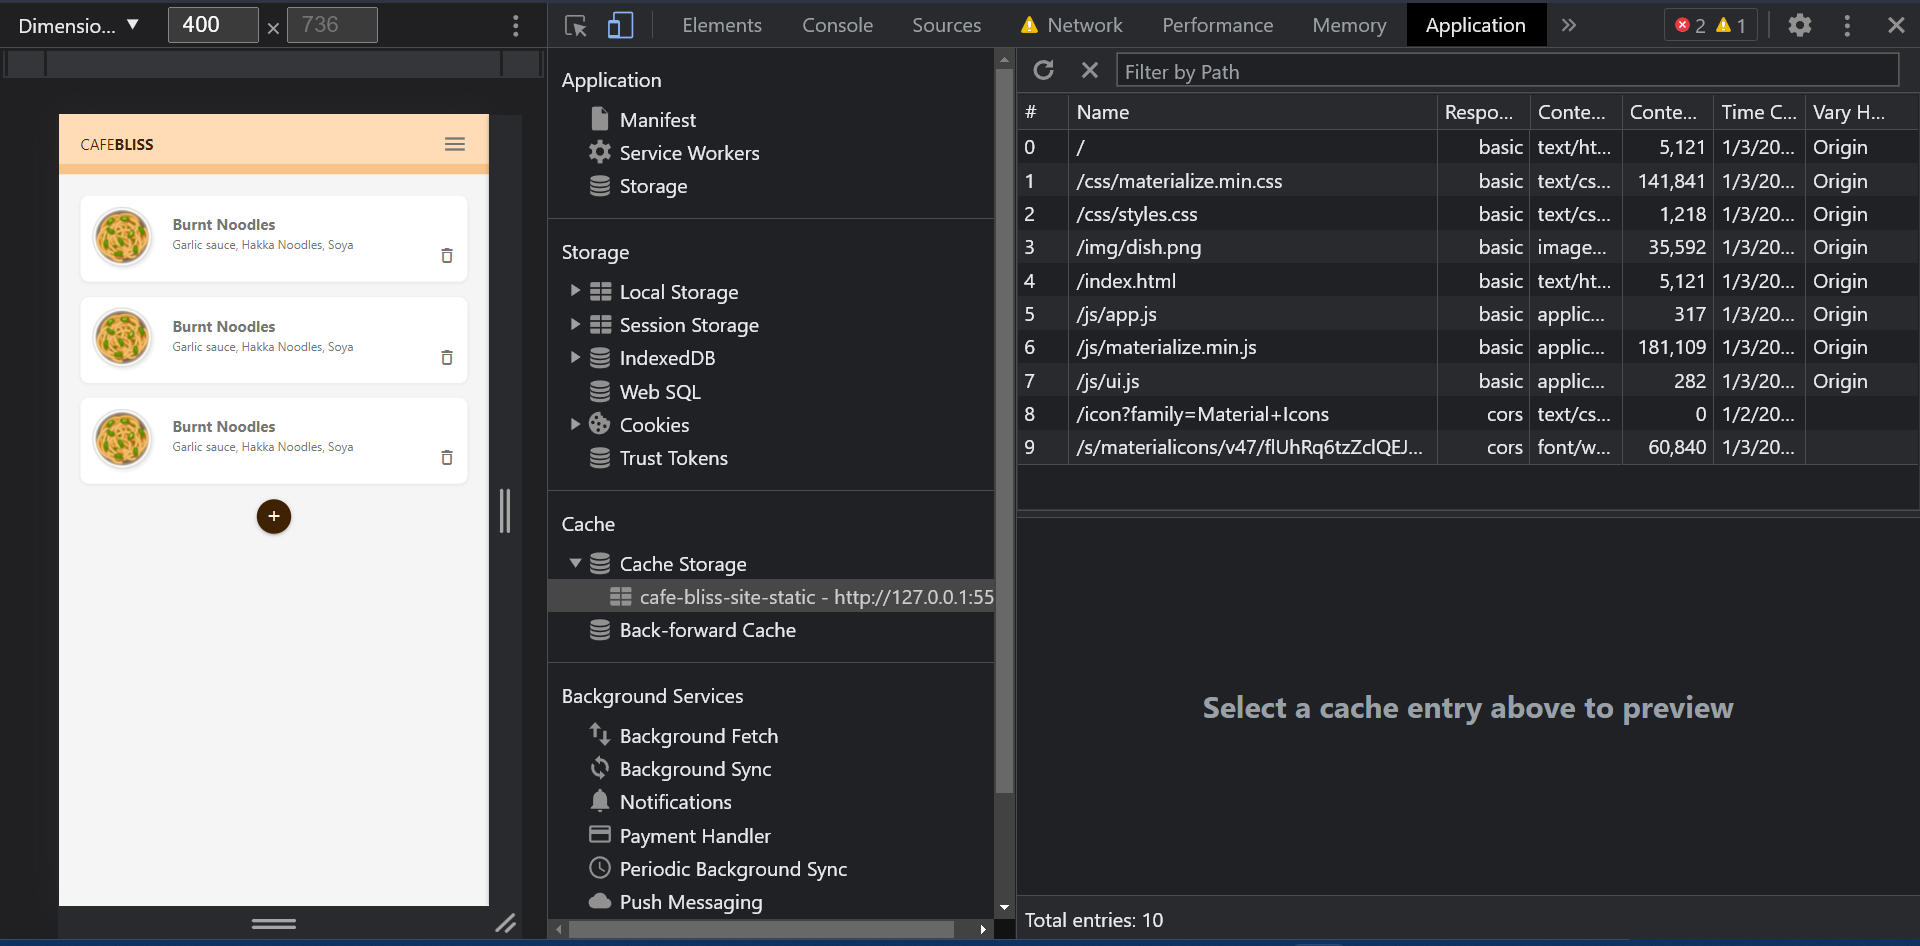 Dimensio... ▼ 400 × 736
Elements Console Sources Network Performance Memory Application » 2 1
CAFEBLISS
Burnt Noodles
Garlic sauce, Hakka Noodles, Soya
Burnt Noodles
Garlic sauce, Hakka Noodles, Soya
Burnt Noodles
Garlic sauce, Hakka Noodles, Soya
+
Application
Manifest
Service Workers
Storage
Storage
Local Storage
Session Storage
IndexedDB
Web SQL
Cookies
Trust Tokens
Cache
Cache Storage
cafe-bliss-site-static - http://127.0.0.1:55
Back-forward Cache
Background Services
Background Fetch
Background Sync
Notifications
Payment Handler
Periodic Background Sync
Push Messaging
Filter by Path
# Name Respo... Conte... Conte... Time C... Vary H...
0 / basic text/ht... 5,121 1/3/20... Origin
1 /css/materialize.min.css basic text/cs... 141,841 1/3/20... Origin
2 /css/styles.css basic text/cs... 1,218 1/3/20... Origin
3 /img/dish.png basic image... 35,592 1/3/20... Origin
4 /index.html basic text/ht... 5,121 1/3/20... Origin
5 /js/app.js basic applic... 317 1/3/20... Origin
6 /js/materialize.min.js basic applic... 181,109 1/3/20... Origin
7 /js/ui.js basic applic... 282 1/3/20... Origin
8 /icon?family=Material+Icons cors text/cs... 0 1/2/20...
9 /s/materialicons/v47/flUhRq6tzZclQEJ... cors font/w... 60,840 1/3/20...
Select a cache entry above to preview
Total entries: 10